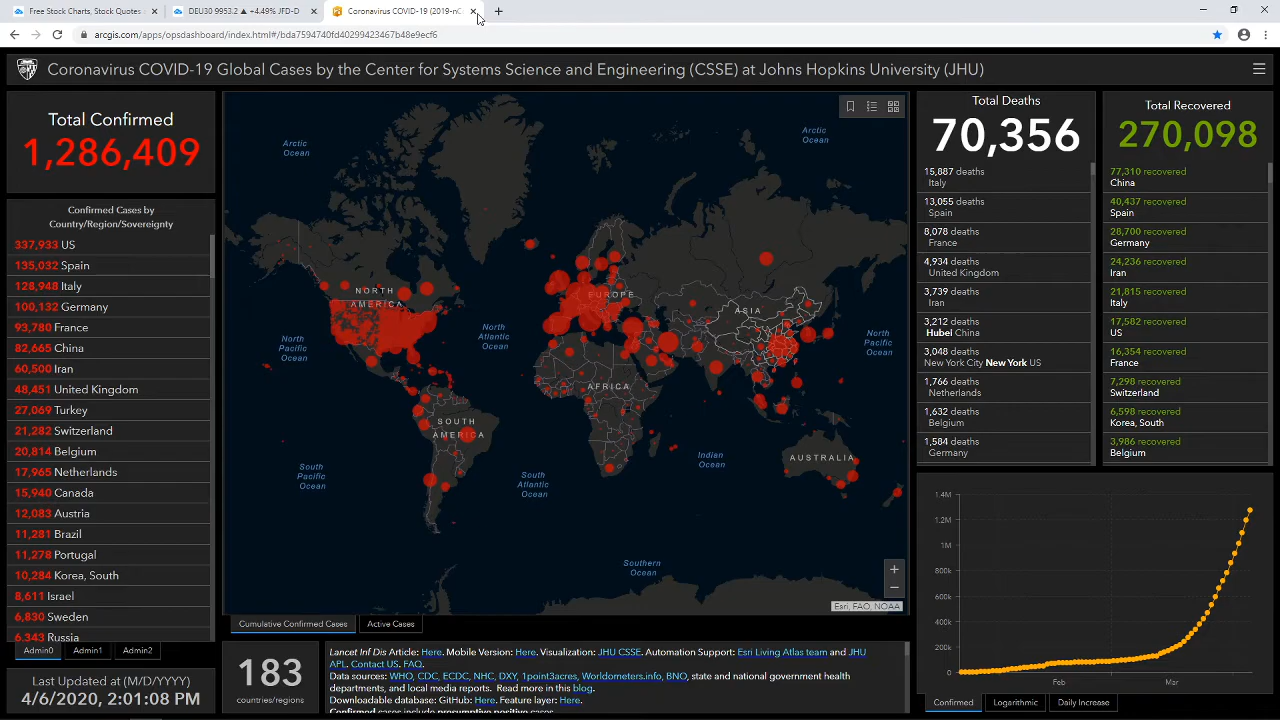 Free Stock Charts, Stock Quotes
DEU30 9953.2 ▲ +4.49% JFD-D
Coronavirus COVID-19 (2019-nC
arcgis.com/apps/opsdashboard/index.html#/bda7594740fd40299423467b48e9ecf6
Coronavirus COVID-19 Global Cases by the Center for Systems Science and Engineering (CSSE) at Johns Hopkins University (JHU)
Total Confirmed
1,286,409
Confirmed Cases by
Country/Region/Sovereignty
337,933 US
135,032 Spain
128,948 Italy
100,132 Germany
93,780 France
82,665 China
60,500 Iran
48,451 United Kingdom
27,069 Turkey
21,282 Switzerland
20,814 Belgium
17,965 Netherlands
15,940 Canada
12,083 Austria
11,281 Brazil
11,278 Portugal
10,284 Korea, South
8,611 Israel
6,830 Sweden
6,343 Russia
Admin0
Admin1
Admin2
Last Updated at (M/D/YYYY)
4/6/2020, 2:01:08 PM
Arctic
Ocean
Arctic
Ocean
NORTH
AMERICA
EUROPE
ASIA
North
Pacific
Ocean
North
Atlantic
Ocean
North
Pacific
Ocean
AFRICA
SOUTH
AMERICA
Indian
Ocean
AUSTRALIA
South
Pacific
Ocean
South
Atlantic
Ocean
Southern
Ocean
+
−
Esri, FAO, NOAA
Cumulative Confirmed Cases
Active Cases
183
countries/regions
Lancet Inf Dis Article: Here. Mobile Version: Here. Visualization: JHU CSSE. Automation Support: Esri Living Atlas team and JHU
APL. Contact US. FAQ.
Data sources: WHO, CDC, ECDC, NHC, DXY, 1point3acres, Worldometers.info, BNO, state and national government health
departments, and local media reports. Read more in this blog.
Downloadable database: GitHub: Here. Feature layer: Here.
Confirmed cases include presumptive positive cases.
Total Deaths
70,356
15,887 deaths
Italy
13,055 deaths
Spain
8,078 deaths
France
4,934 deaths
United Kingdom
3,739 deaths
Iran
3,212 deaths
Hubei China
3,048 deaths
New York City New York US
1,766 deaths
Netherlands
1,632 deaths
Belgium
1,584 deaths
Germany
Total Recovered
270,098
77,310 recovered
China
40,437 recovered
Spain
28,700 recovered
Germany
24,236 recovered
Iran
21,815 recovered
Italy
17,582 recovered
US
16,354 recovered
France
7,298 recovered
Switzerland
6,598 recovered
Korea, South
3,986 recovered
Belgium
1.4M
1.2M
1M
800k
600k
400k
200k
0
Feb
Mar
Confirmed
Logarithmic
Daily Increase